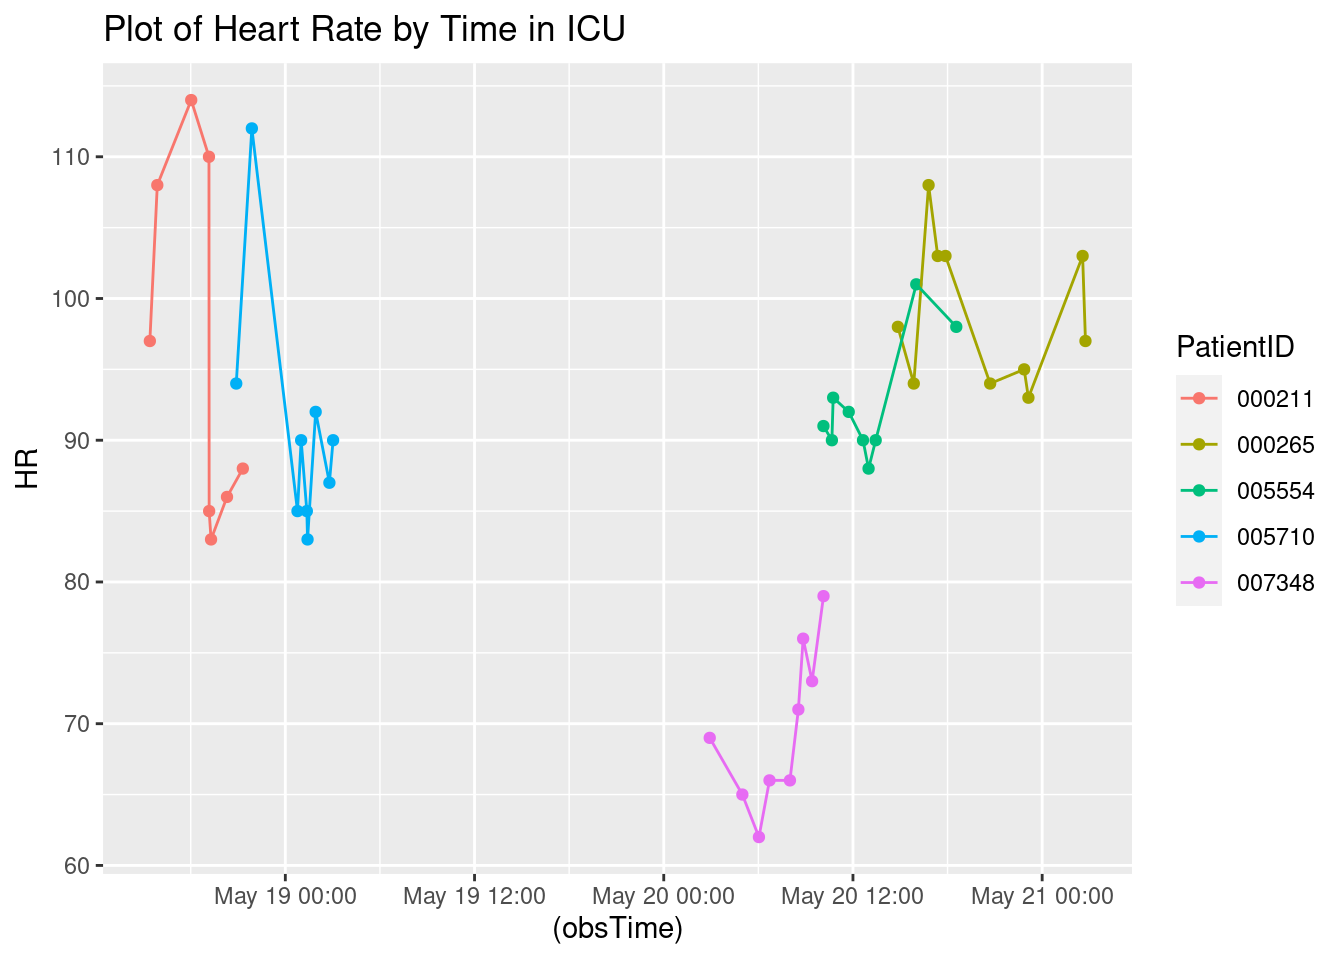 Plot of Heart Rate by Time in ICU
HR
110
100
90
80
70
60
May 19 00:00 May 19 12:00 May 20 00:00 May 20 12:00 May 21 00:00
(obsTime)
PatientID
000211
000265
005554
005710
007348